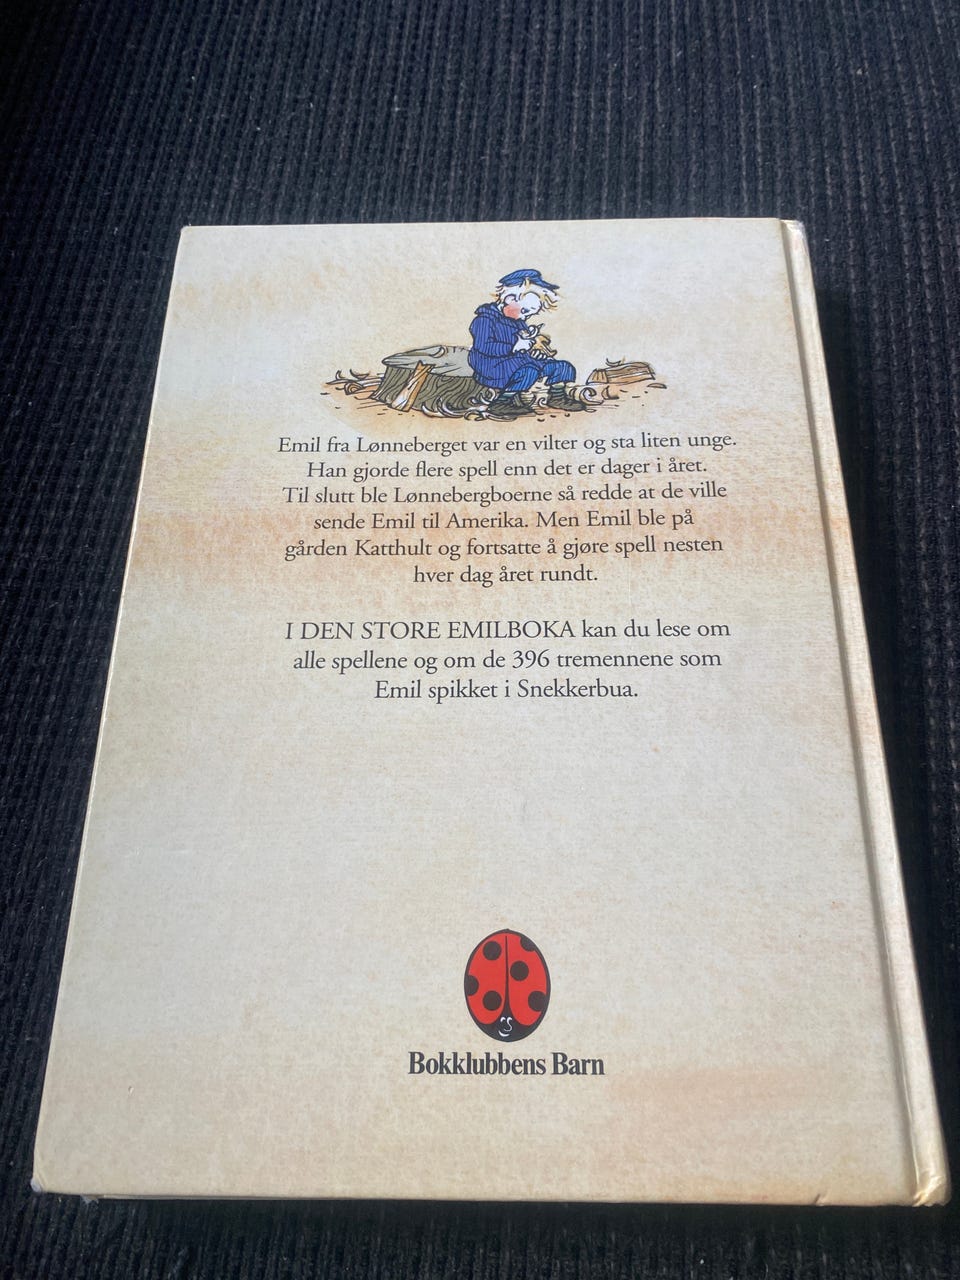 Emil fra Lønneberget var en vilter og sta liten unge.
Han gjorde flere spell enn det er dager i året.
Til slutt ble Lønnebergboerne så redde at de ville
sende Emil til Amerika. Men Emil ble på
gården Katthult og fortsatte å gjøre spell nesten
hver dag året rundt.
I DEN STORE EMILBOKA kan du lese om
alle spellene og om de 396 tremennene som
Emil spikket i Snekkerbua.
Bokklubbens Barn